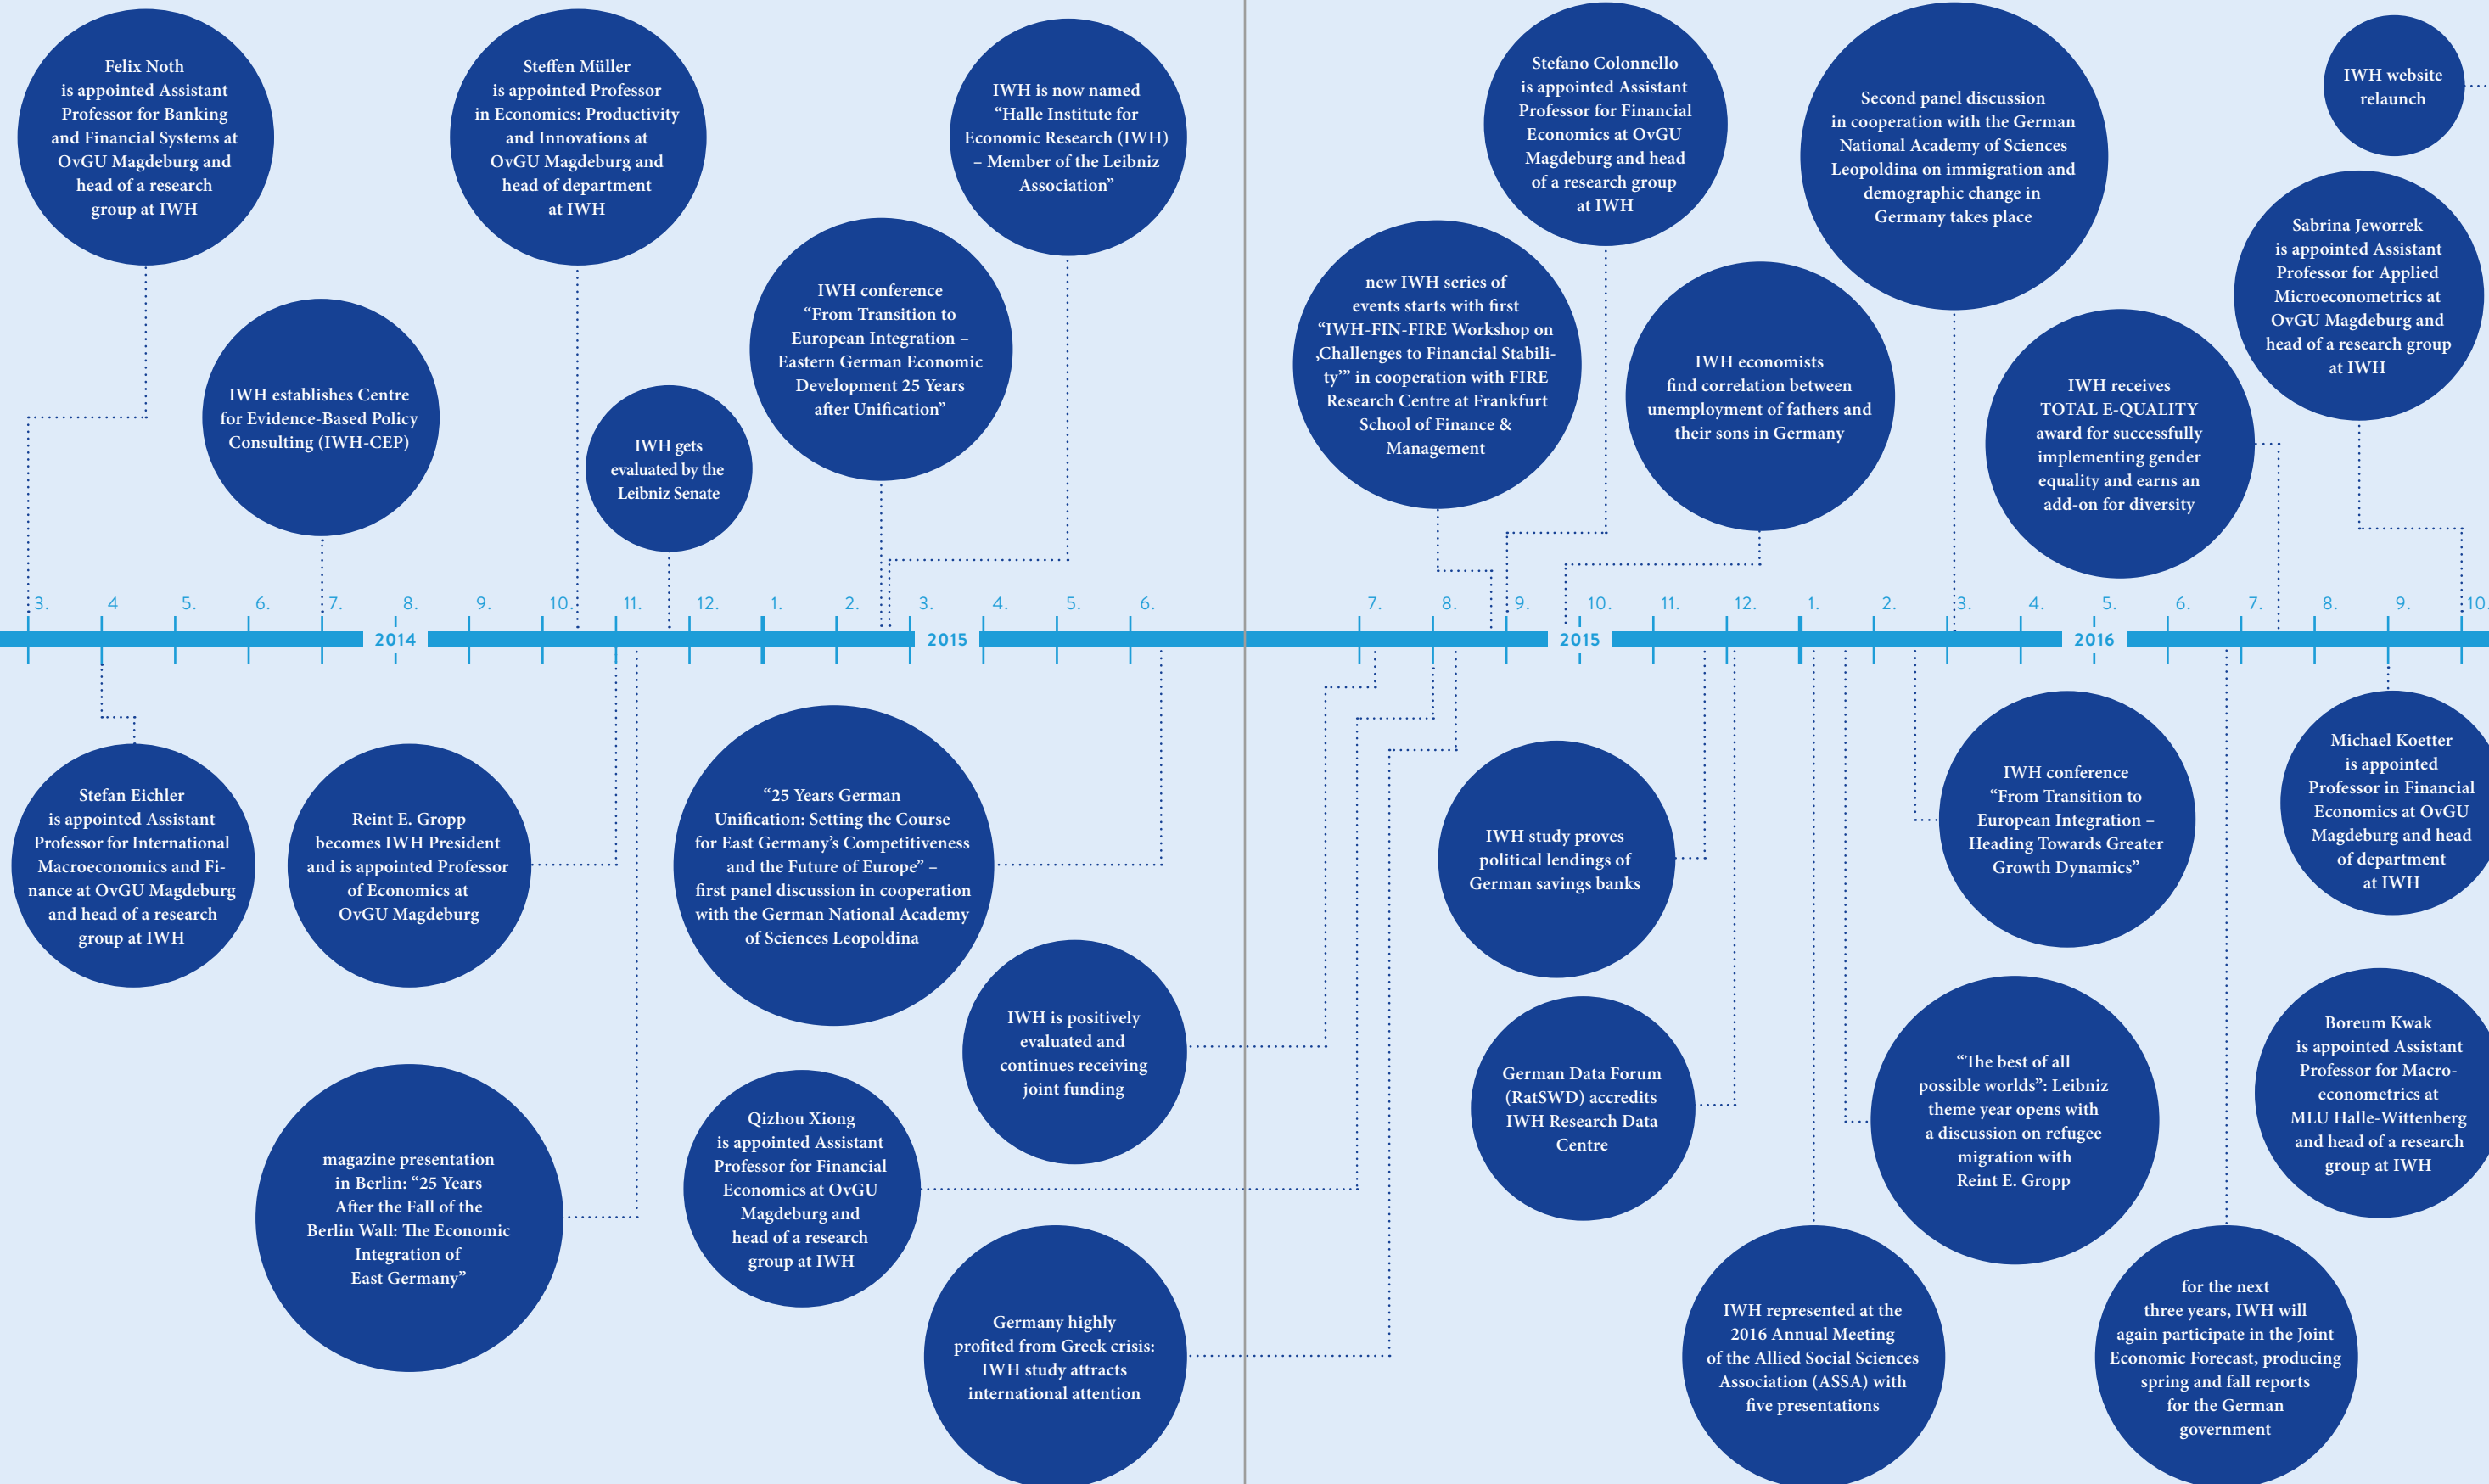 Felix Noth
is appointed Assistant
Professor for Banking
and Financial Systems at
OvGU Magdeburg and
head of a research
group at IWH
Steffen Müller
is appointed Professor
in Economics: Productivity
and Innovations at
OvGU Magdeburg and
head of department
at IWH
IWH is now named
“Halle Institute for
Economic Research (IWH)
– Member of the Leibniz
Association”
Stefano Colonnello
is appointed Assistant
Professor for Financial
Economics at OvGU
Magdeburg and head
of a research group
at IWH
Second panel discussion
in cooperation with the German
National Academy of Sciences
Leopoldina on immigration and
demographic change in
Germany takes place
IWH website
relaunch
Sabrina Jeworrek
is appointed Assistant
Professor for Applied
Microeconometrics at
OvGU Magdeburg and
head of a research group
at IWH
IWH establishes Centre
for Evidence-Based Policy
Consulting (IWH-CEP)
IWH gets
evaluated by the
Leibniz Senate
IWH conference
“From Transition to
European Integration –
Eastern German Economic
Development 25 Years
after Unification”
new IWH series of
events starts with first
“IWH-FIN-FIRE Workshop on
‚Challenges to Financial Stabili-
ty’” in cooperation with FIRE
Research Centre at Frankfurt
School of Finance &
Management
IWH economists
find correlation between
unemployment of fathers and
their sons in Germany
IWH receives
TOTAL E-QUALITY
award for successfully
implementing gender
equality and earns an
add-on for diversity
3. 4 5. 6. 7. 8. 9. 10. 11. 12. 1. 2. 3. 4. 5. 6. 7. 8. 9. 10. 11. 12. 1. 2. 3. 4. 5. 6. 7. 8. 9. 10.
2014 2015 2015 2016
Stefan Eichler
is appointed Assistant
Professor for International
Macroeconomics and Fi-
nance at OvGU Magdeburg
and head of a research
group at IWH
Reint E. Gropp
becomes IWH President
and is appointed Professor
of Economics at
OvGU Magdeburg
“25 Years German
Unification: Setting the Course
for East Germany’s Competitiveness
and the Future of Europe” –
first panel discussion in cooperation
with the German National Academy
of Sciences Leopoldina
IWH study proves
political lendings of
German savings banks
IWH conference
“From Transition to
European Integration –
Heading Towards Greater
Growth Dynamics”
Michael Koetter
is appointed
Professor in Financial
Economics at OvGU
Magdeburg and head
of department
at IWH
IWH is positively
evaluated and
continues receiving
joint funding
German Data Forum
(RatSWD) accredits
IWH Research Data
Centre
“The best of all
possible worlds”: Leibniz
theme year opens with
a discussion on refugee
migration with
Reint E. Gropp
Boreum Kwak
is appointed Assistant
Professor for Macro-
econometrics at
MLU Halle-Wittenberg
and head of a research
group at IWH
magazine presentation
in Berlin: “25 Years
After the Fall of the
Berlin Wall: The Economic
Integration of
East Germany”
Qizhou Xiong
is appointed Assistant
Professor for Financial
Economics at OvGU
Magdeburg and
head of a research
group at IWH
Germany highly
profited from Greek crisis:
IWH study attracts
international attention
IWH represented at the
2016 Annual Meeting
of the Allied Social Sciences
Association (ASSA) with
five presentations
for the next
three years, IWH will
again participate in the Joint
Economic Forecast, producing
spring and fall reports
for the German
government